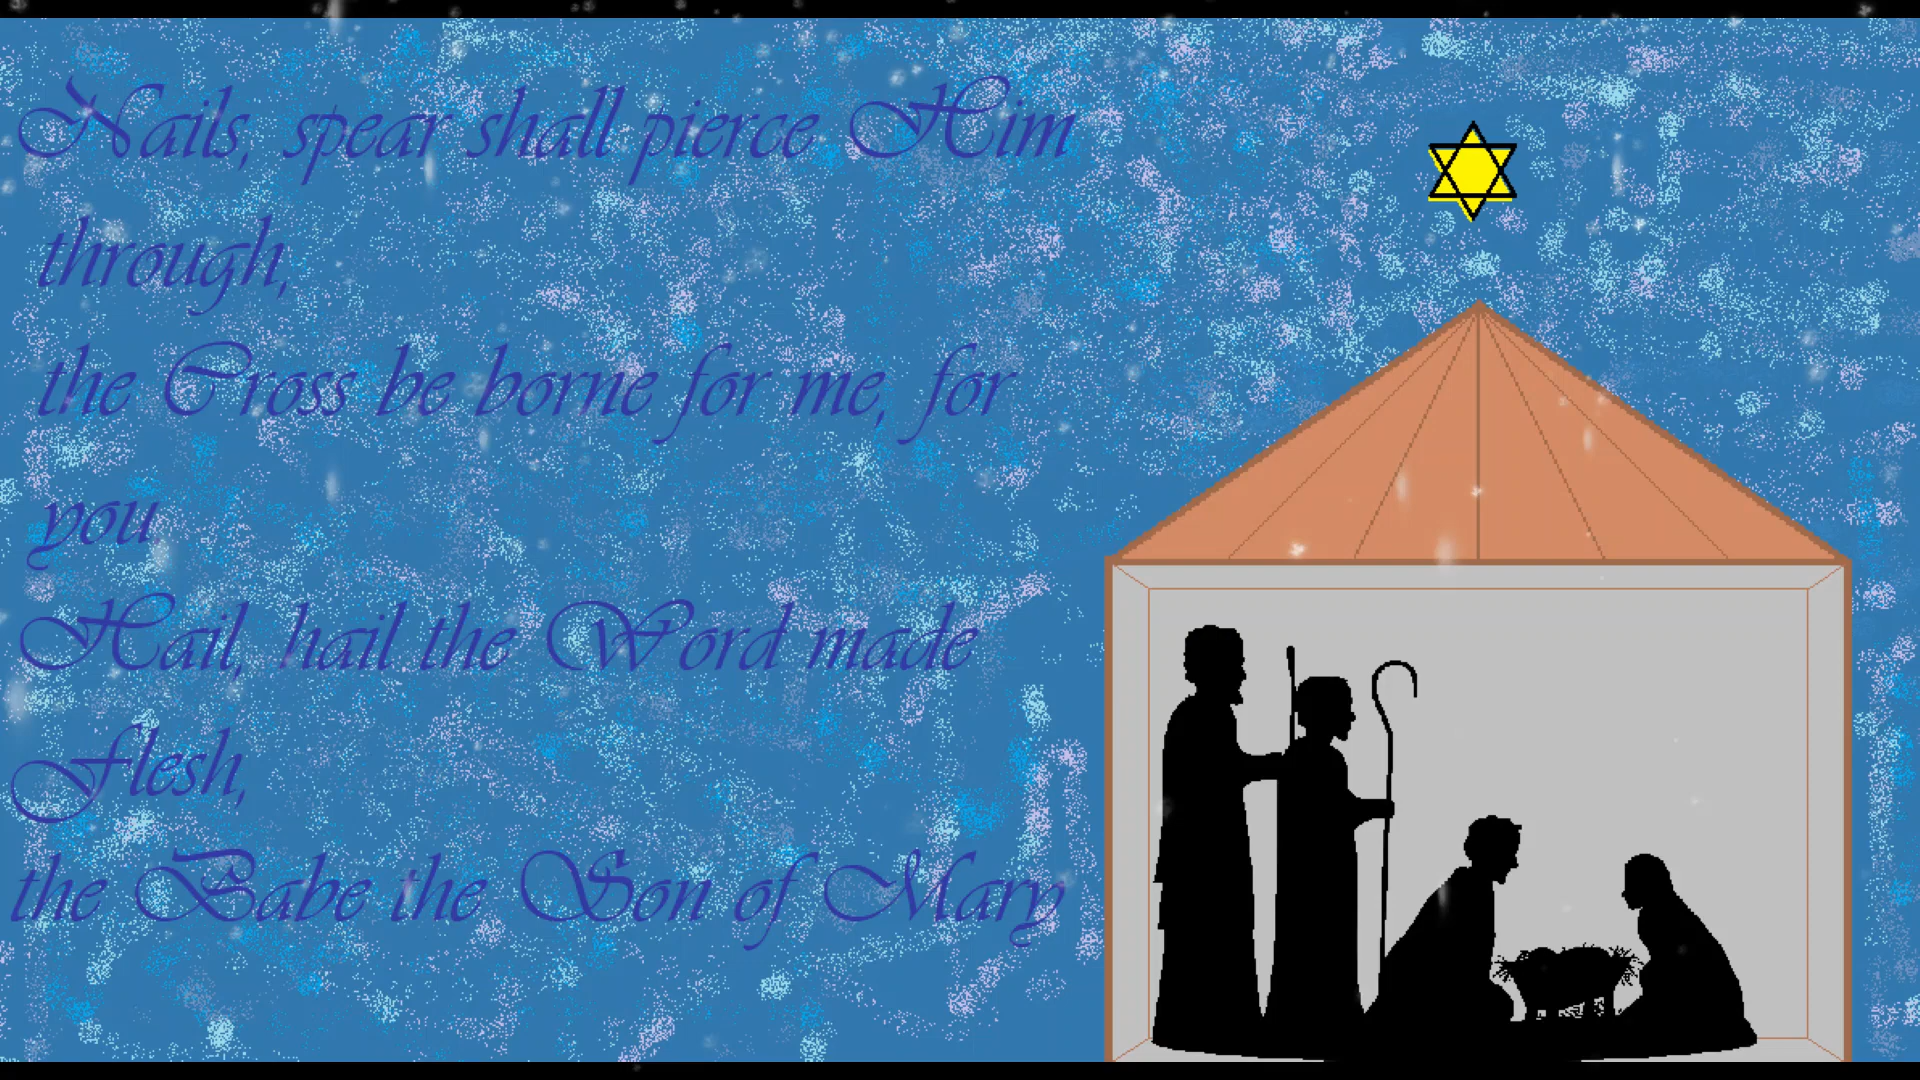 Nails, spear shall pierce Him
through,
the Cross be borne for me, for
you.
Hail, hail the Word made
flesh,
the Babe the Son of Mary